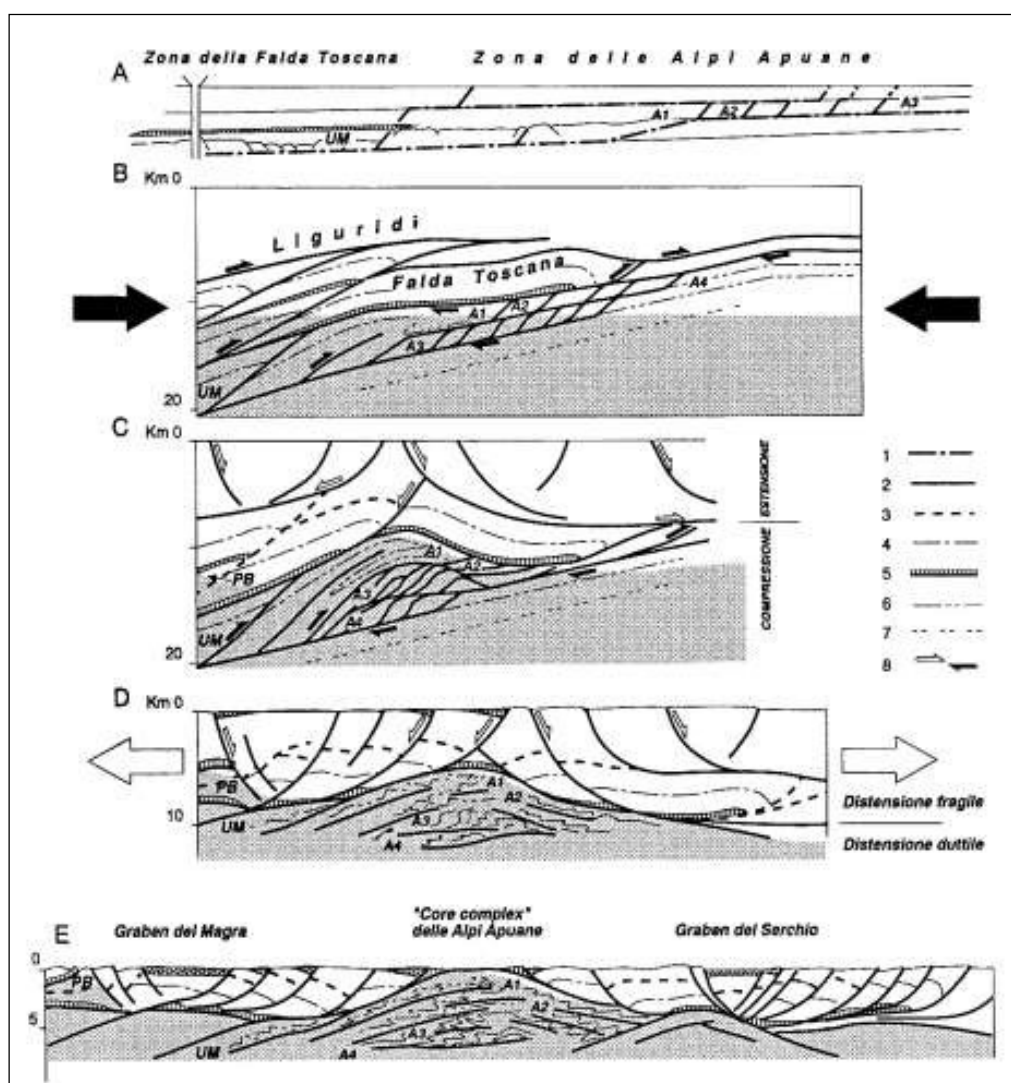 Zona della Falda Toscana Zona delle Alpi Apuane
A
A1 A2 A3
UM
B Km 0
Liguridi
Falda Toscana
A4
A1 A2
A3
UM
20
C Km 0
ESTENSIONE
COMPRESSIONE
A1
A2
PB
A3
A4
UM
20
1
2
3
4
5
6
7
8
D Km 0
PB
A1
A2
Distensione fragile
10
UM
A3
Distensione duttile
A4
"Core complex"
E Graben del Magra delle Alpi Apuane Graben del Serchio
0
PB
A1
A2
5
A3
UM
A4